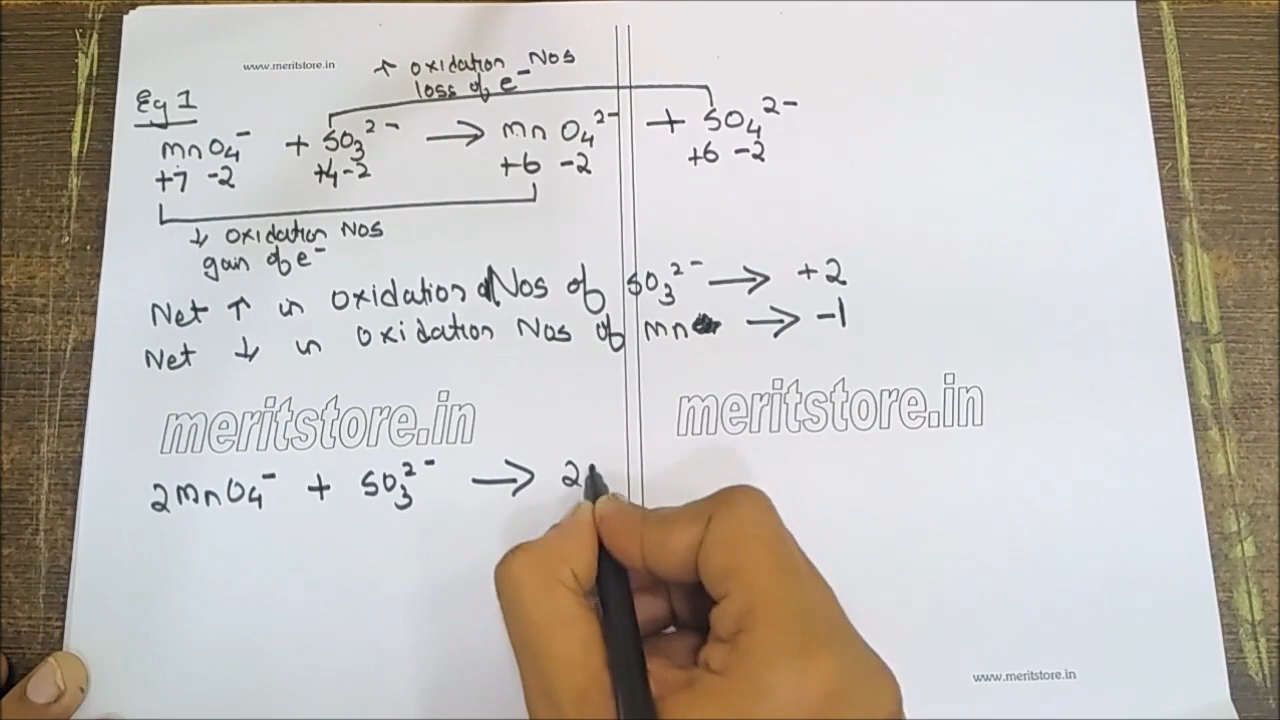 www.meritstore.in
↑ oxidation Nos
loss of e⁻
Eg 1
mnO₄⁻ + SO₃²⁻ → mnO₄²⁻ + SO₄²⁻
+7 -2 +4-2 +6 -2 +6 -2
↓ oxidation Nos
gain of e⁻
Net ↑ in oxidation Nos of SO₃²⁻ → +2
Net ↓ in oxidation Nos of mn → -1
meritstore.in meritstore.in
2mnO₄⁻ + SO₃²⁻ → 2
www.meritstore.in